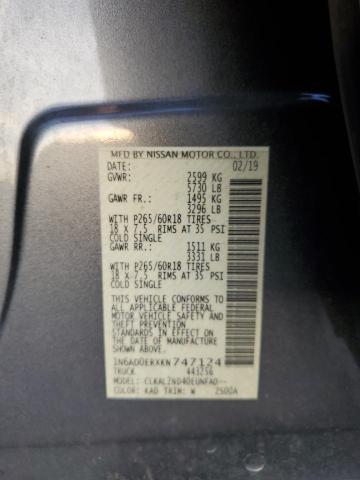 MFD BY NISSAN MOTOR CO., LTD.
DATE: 02/19
GVWR: 2599 KG
5730 LB
GAWR FR.: 1495 KG
3296 LB
WITH P265/60R18 TIRES
18 X 7.5 RIMS AT 35 PSI
COLD SINGLE
GAWR RR.: 1511 KG
3331 LB
WITH P265/60R18 TIRES
18 X 7.5 RIMS AT 35 PSI
COLD SINGLE
THIS VEHICLE CONFORMS TO
ALL APPLICABLE FEDERAL
MOTOR VEHICLE SAFETY AND
THEFT PREVENTION
STANDARDS IN EFFECT ON
THE DATE OF MANUFACTURE
SHOWN ABOVE.
1N6AD0ERXKN747124
TRUCK 443256
COLOR: KAD TRIM: W 2500A